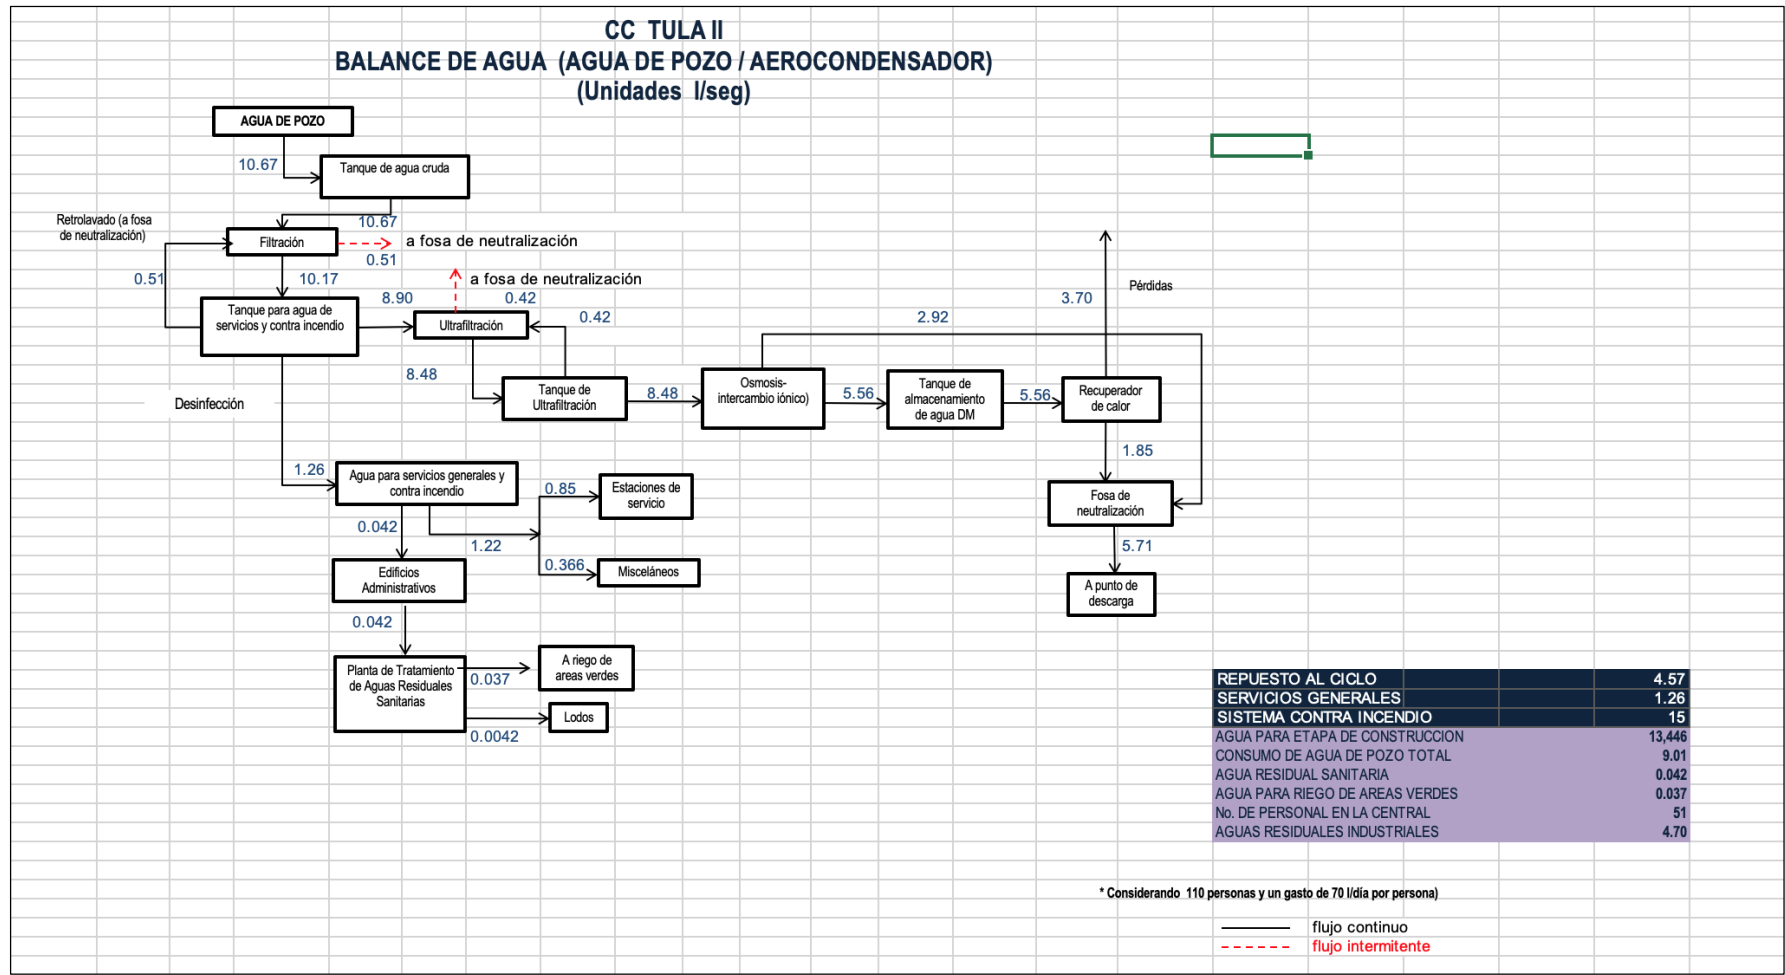 CC TULA II
BALANCE DE AGUA (AGUA DE POZO / AEROCONDENSADOR)
(Unidades l/seg)
AGUA DE POZO
10.67
Tanque de agua cruda
Retrolavado (a fosa
de neutralización)
10.67
Filtración
a fosa de neutralización
0.51
0.51
10.17
a fosa de neutralización
8.90
0.42
Tanque para agua de
servicios y contra incendio
Ultrafiltración
0.42
2.92
3.70
Pérdidas
8.48
Tanque de
Ultrafiltración
8.48
Osmosis-
intercambio iónico)
5.56
Tanque de
almacenamiento
de agua DM
5.56
Recuperador
de calor
Desinfección
1.85
1.26
Agua para servicios generales y
contra incendio
0.85
Estaciones de
servicio
Fosa de
neutralización
0.042
1.22
5.71
0.366
Misceláneos
Edificios
Administrativos
A punto de
descarga
0.042
Planta de Tratamiento
de Aguas Residuales
Sanitarias
0.037
A riego de
areas verdes
Lodos
0.0042
REPUESTO AL CICLO 4.57
SERVICIOS GENERALES 1.26
SISTEMA CONTRA INCENDIO 15
AGUA PARA ETAPA DE CONSTRUCCION 13,446
CONSUMO DE AGUA DE POZO TOTAL 9.01
AGUA RESIDUAL SANITARIA 0.042
AGUA PARA RIEGO DE AREAS VERDES 0.037
No. DE PERSONAL EN LA CENTRAL 51
AGUAS RESIDUALES INDUSTRIALES 4.70
* Considerando 110 personas y un gasto de 70 l/día por persona)
flujo continuo
flujo intermitente